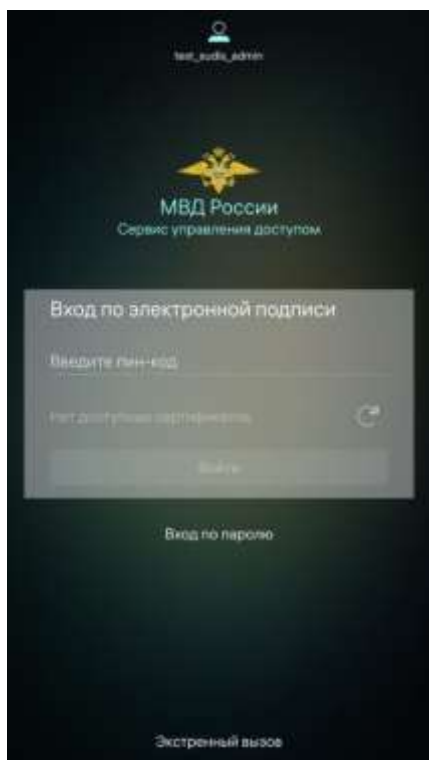 test_sudis_admin
МВД России
Сервис управления доступом
Вход по электронной подписи
Введите пин-код
Нет доступных сертификатов
Войти
Вход по паролю
Экстренный вызов